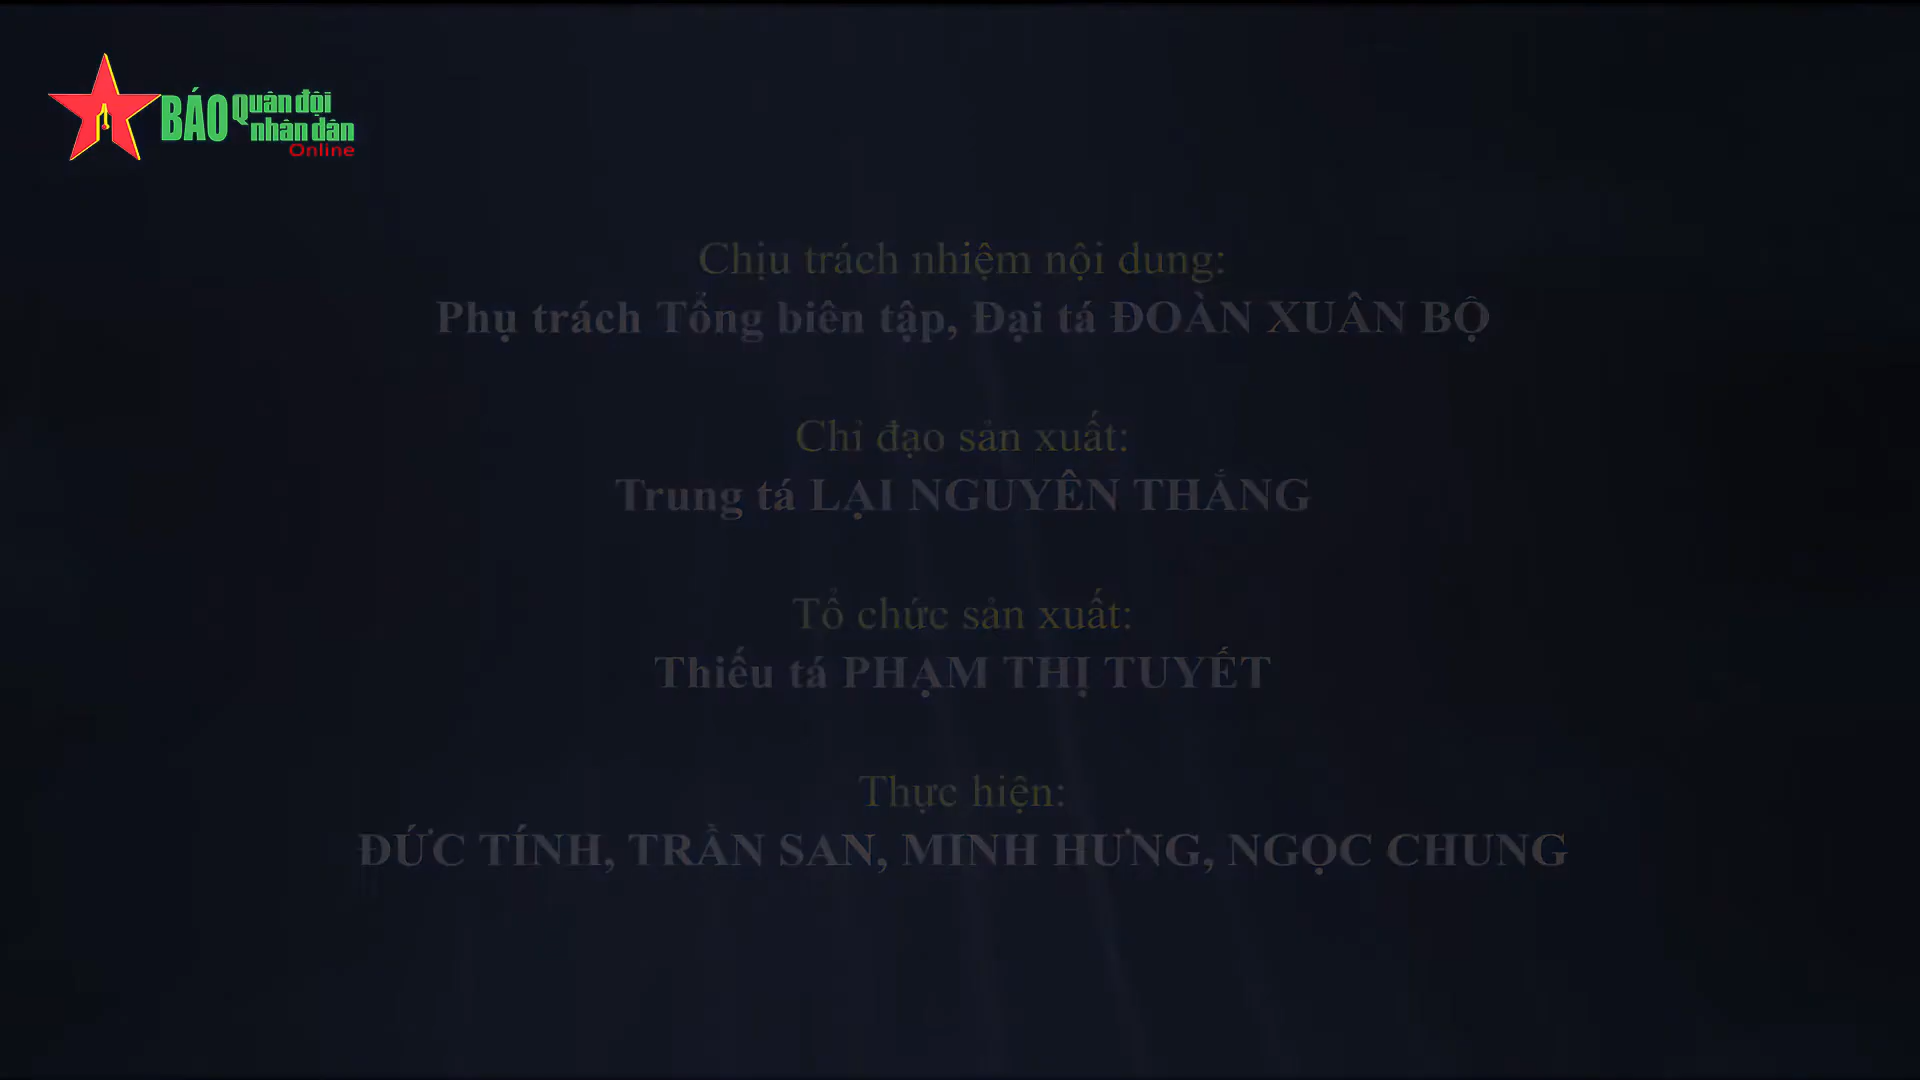 BÁO Quân đội
nhân dân
Online
Chịu trách nhiệm nội dung:
Phụ trách Tổng biên tập, Đại tá ĐOÀN XUÂN BỘ
Chỉ đạo sản xuất:
Trung tá LẠI NGUYÊN THẮNG
Tổ chức sản xuất:
Thiếu tá PHẠM THỊ TUYẾT
Thực hiện:
ĐỨC TÍNH, TRẦN SAN, MINH HƯNG, NGỌC CHUNG